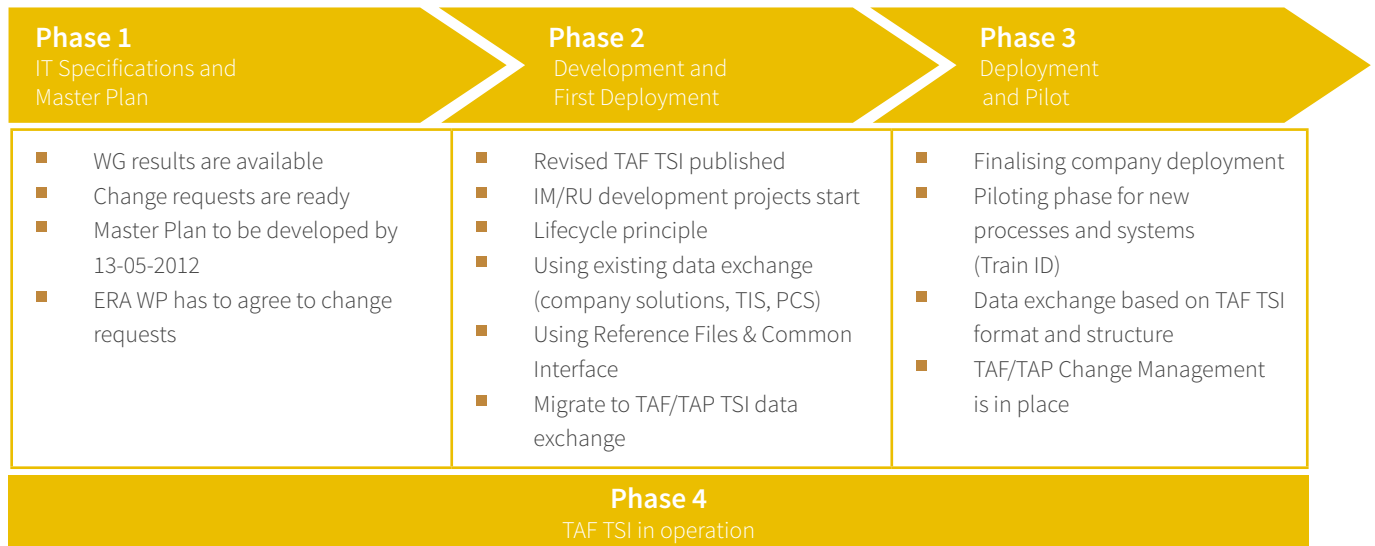 Phase 1
IT Specifications and
Master Plan
Phase 2
Development and
First Deployment
Phase 3
Deployment
and Pilot
WG results are available
Change requests are ready
Master Plan to be developed by
13-05-2012
ERA WP has to agree to change
requests
Revised TAF TSI published
IM/RU development projects start
Lifecycle principle
Using existing data exchange
(company solutions, TIS, PCS)
Using Reference Files & Common
Interface
Migrate to TAF/TAP TSI data
exchange
Finalising company deployment
Piloting phase for new
processes and systems
(Train ID)
Data exchange based on TAF TSI
format and structure
TAF/TAP Change Management
is in place
Phase 4
TAF TSI in operation